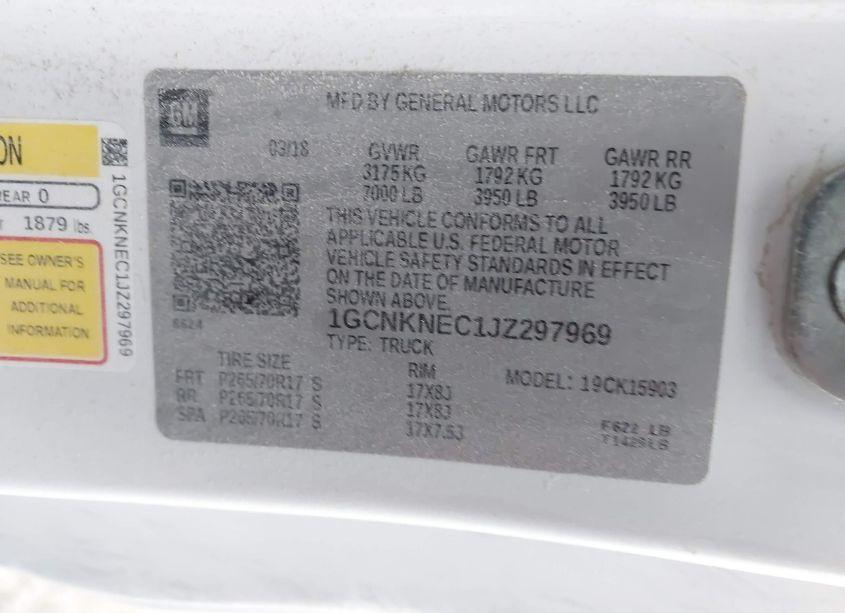 GM
MFD BY GENERAL MOTORS LLC
03/18 GVWR GAWR FRT GAWR RR
3175 KG 1792 KG 1792 KG
7000 LB 3950 LB 3950 LB
THIS VEHICLE CONFORMS TO ALL
APPLICABLE U.S. FEDERAL MOTOR
VEHICLE SAFETY STANDARDS IN EFFECT
ON THE DATE OF MANUFACTURE
SHOWN ABOVE.
6624
1GCNKNEC1JZ297969
TYPE: TRUCK
TIRE SIZE RIM MODEL: 19CK15903
FRT P265/70R17 S 17X8J
RR P265/70R17 S 17X8J
SPA P265/70R17 S 17X7.5J
F622 LB
T1429LB
ON
REAR 0
1879 lbs.
SEE OWNER'S
MANUAL FOR
ADDITIONAL
INFORMATION
1GCNKNEC1JZ297969